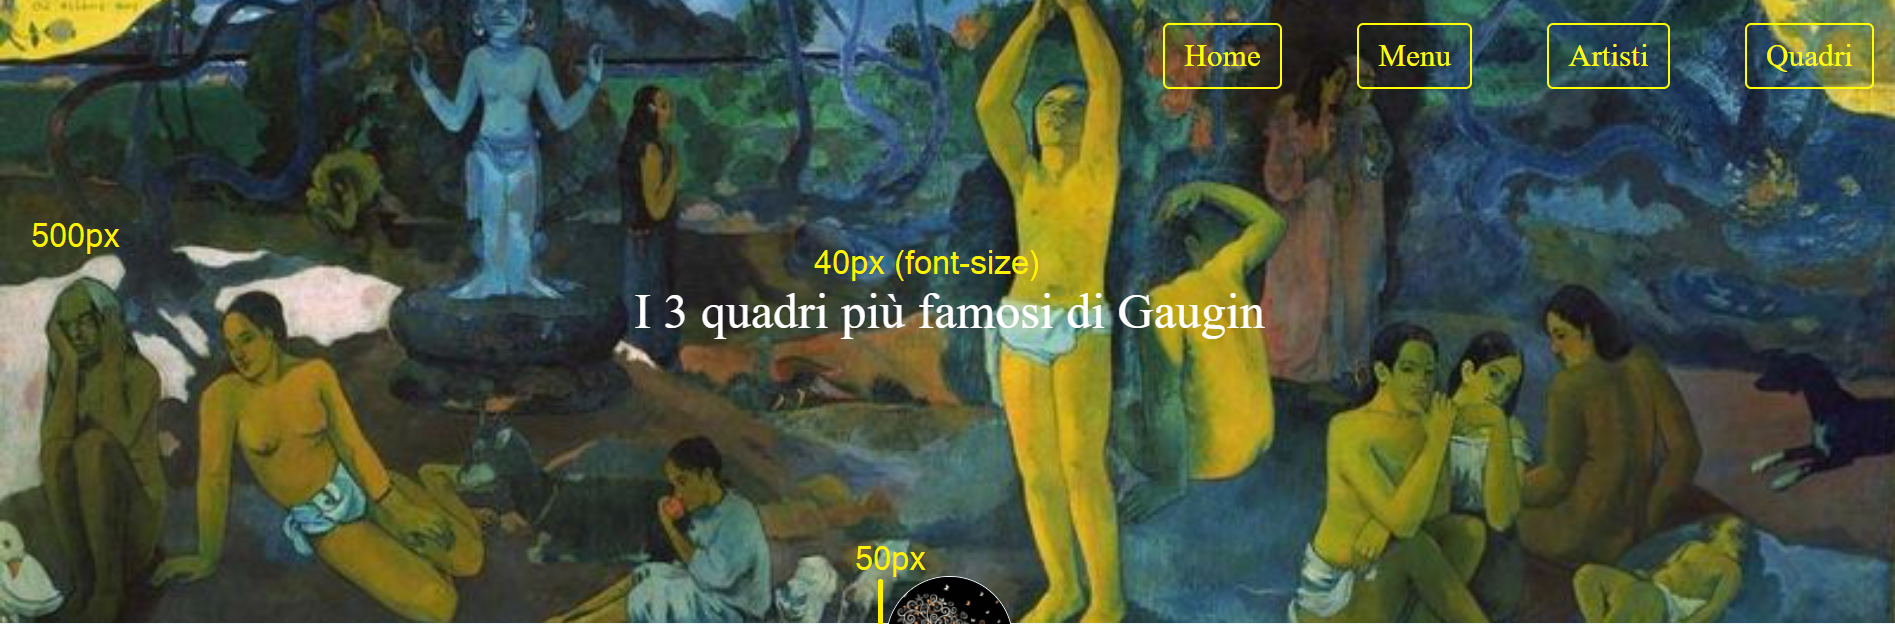 Home
Menu
Artisti
Quadri
500px
40px (font-size)
I 3 quadri più famosi di Gaugin
50px